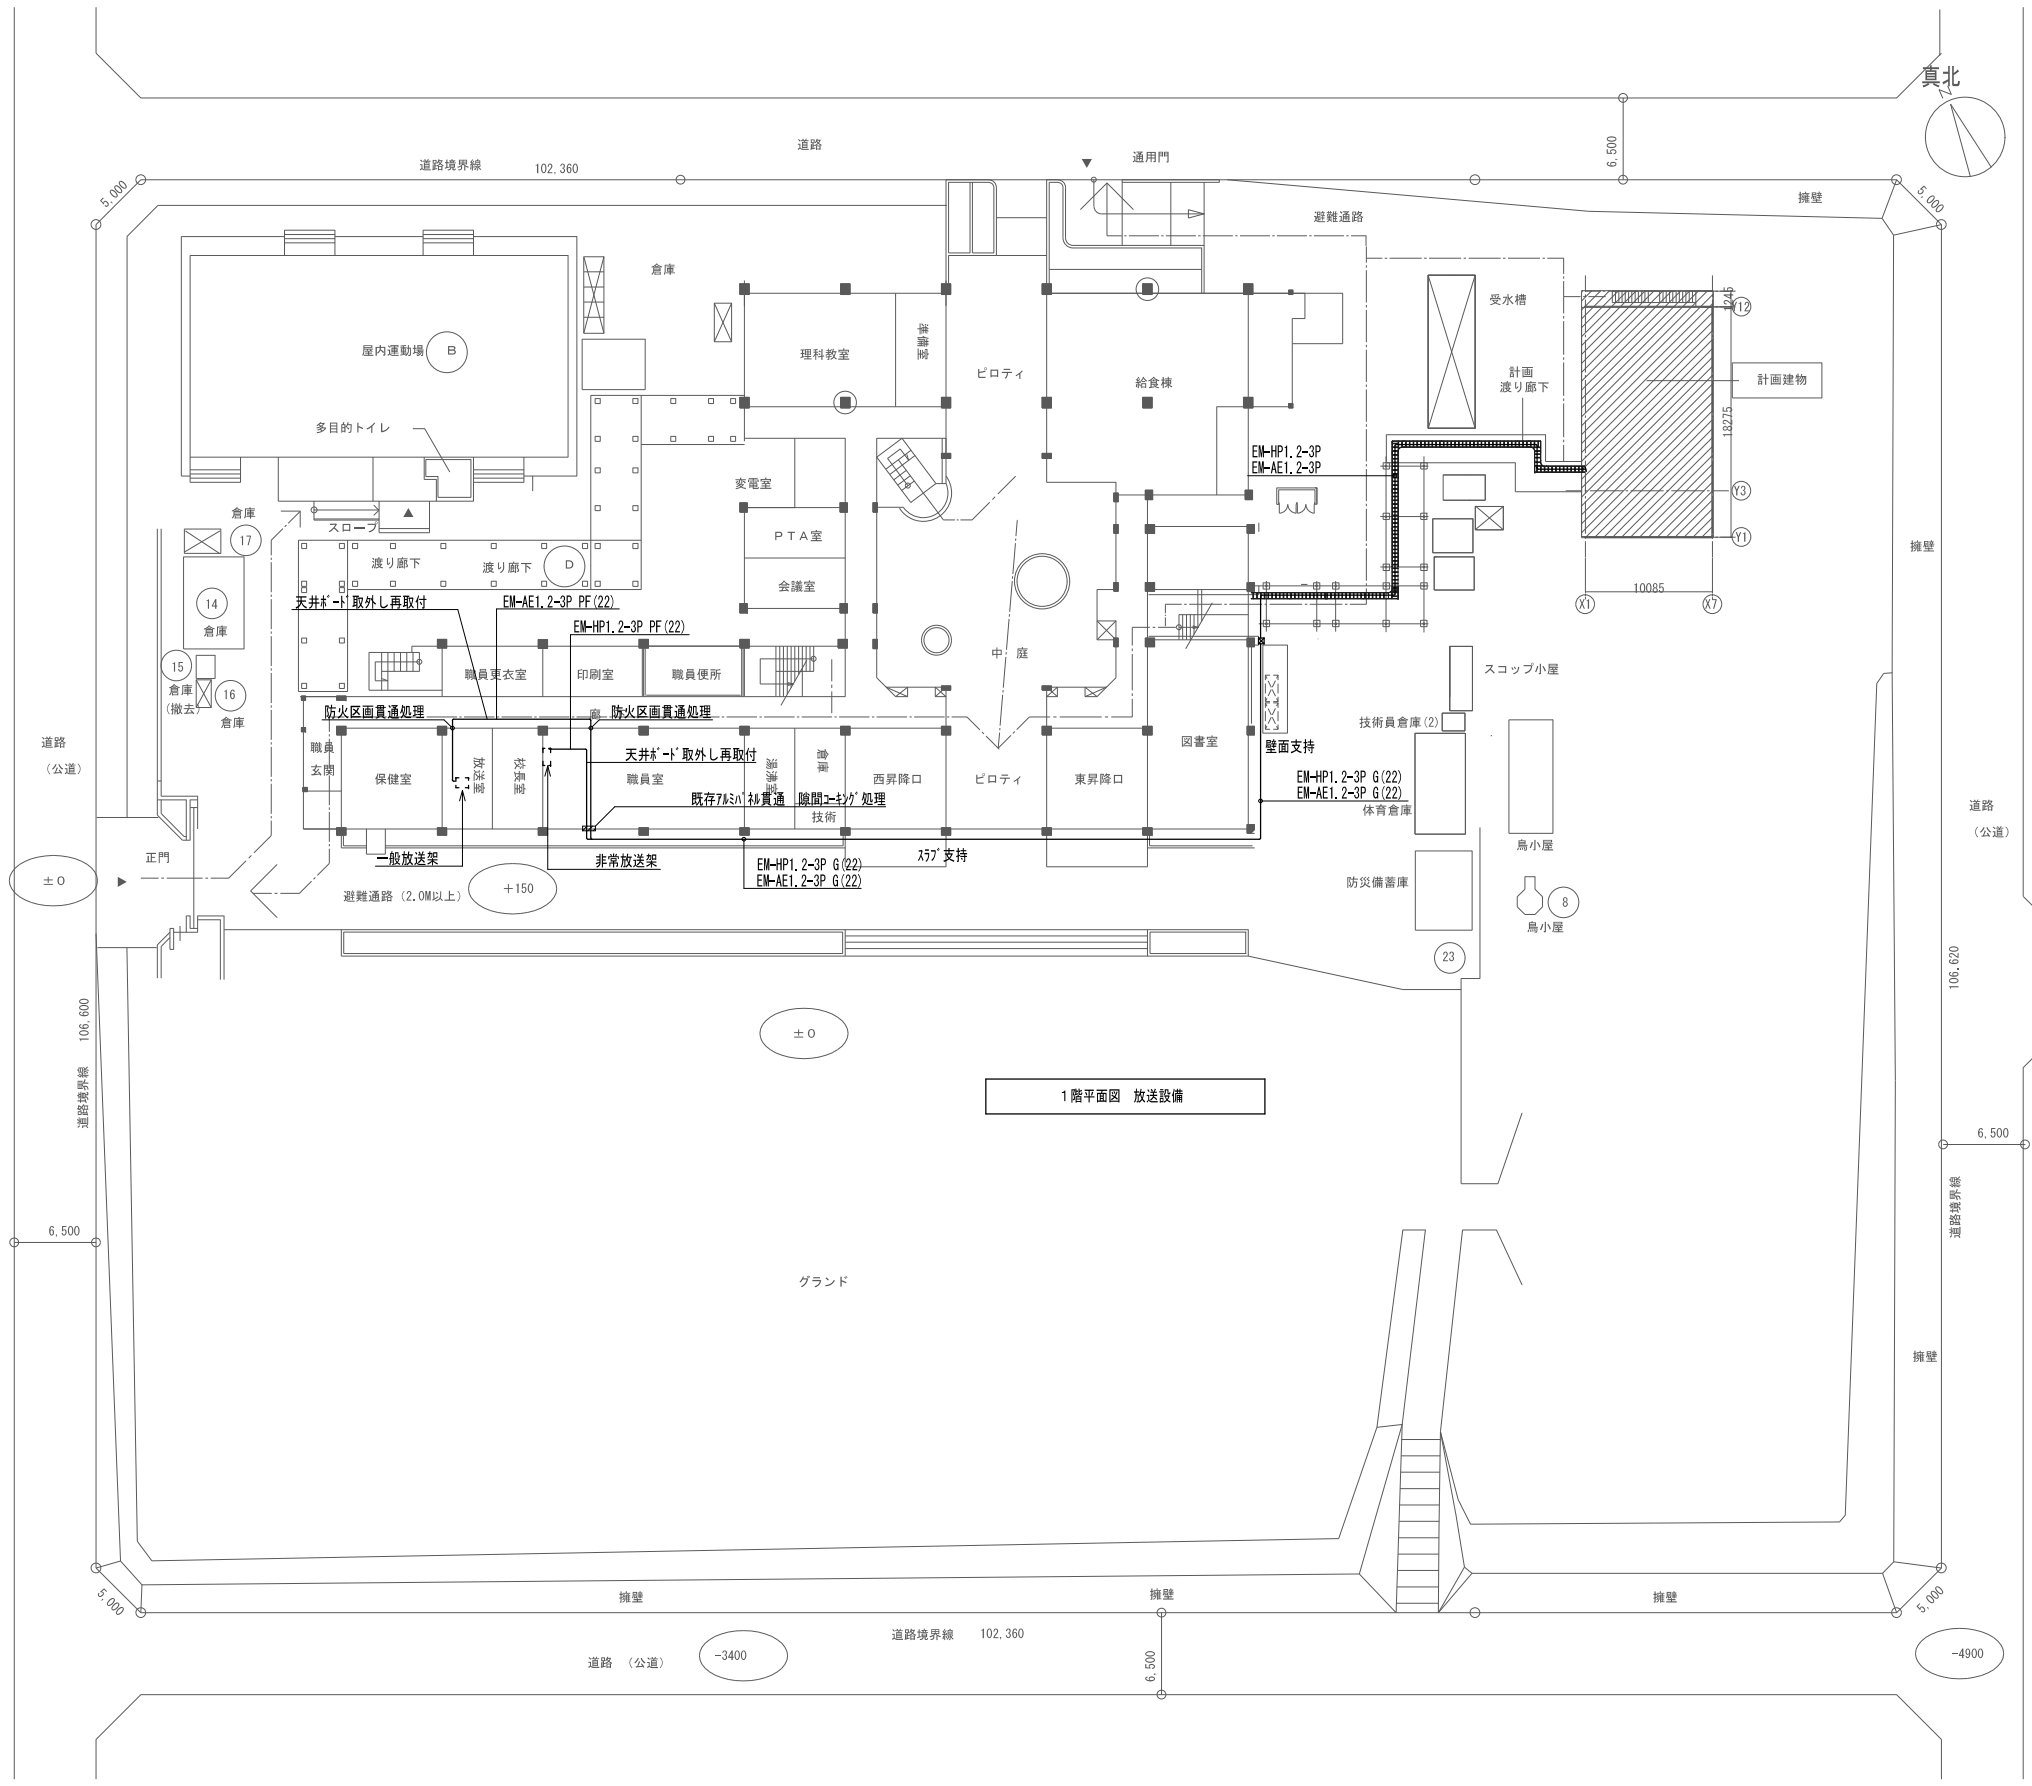 真北
N
道路
通用門
6,500
道路境界線 102,360
5,000
避難通路
擁壁
5,000
倉庫
受水槽
1245
Y12
屋内運動場
B
理科教室
準備室
ピロティ
給食棟
計画
渡り廊下
計画建物
18275
多目的トイレ
EM-HP1.2-3P
EM-AE1.2-3P
変電室
Y3
倉庫
スロープ
17
PTA室
Y1
擁壁
渡り廊下
渡り廊下
D
会議室
10085
X1
X7
天井ボード取外し再取付
EM-AE1.2-3P PF(22)
14
倉庫
EM-HP1.2-3P PF(22)
中 庭
15
倉庫
(撤去)
16
倉庫
職員更衣室
印刷室
職員便所
スコップ小屋
防火区画貫通処理
廊
防火区画貫通処理
技術員倉庫(2)
道路
(公道)
職員
玄関
保健室
放送室
校長室
天井ボード取外し再取付
職員室
湯沸室
倉庫
西昇降口
ピロティ
東昇降口
図書室
壁面支持
EM-HP1.2-3P G(22)
EM-AE1.2-3P G(22)
既存アルミパネル貫通 隙間コーキング処理
技術
体育倉庫
道路
(公道)
鳥小屋
正門
一般放送架
非常放送架
EM-HP1.2-3P G(22)
EM-AE1.2-3P G(22)
スラブ支持
±0
避難通路(2.0M以上)
+150
防災備蓄庫
8
鳥小屋
23
106,620
106,600
道路境界線
±0
1階平面図 放送設備
6,500
道路境界線
6,500
グランド
擁壁
5,000
擁壁
擁壁
擁壁
5,000
道路境界線 102,360
道路 (公道)
-3400
6,500
-4900